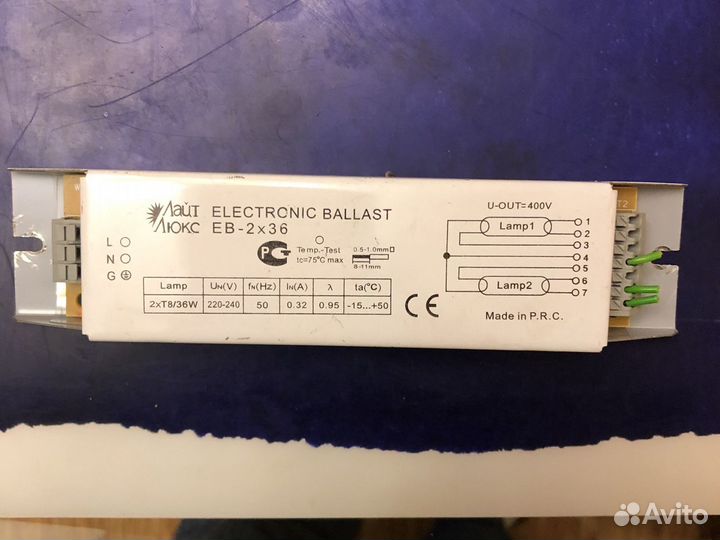 Лайт
Люкс
ELECTRONIC BALLAST
EB-2x36
L
N
G
PG
Temp.-Test
tc=75°C max
0.5-1.0mm
8-11mm
Lamp UN(V) fN(Hz) IN(A) λ ta(°C)
2xT8/36W 220-240 50 0.32 0.95 -15...+50
CE
U-OUT=400V
Lamp1
Lamp2
1
2
3
4
5
6
7
Made in P.R.C.
T2
Avito